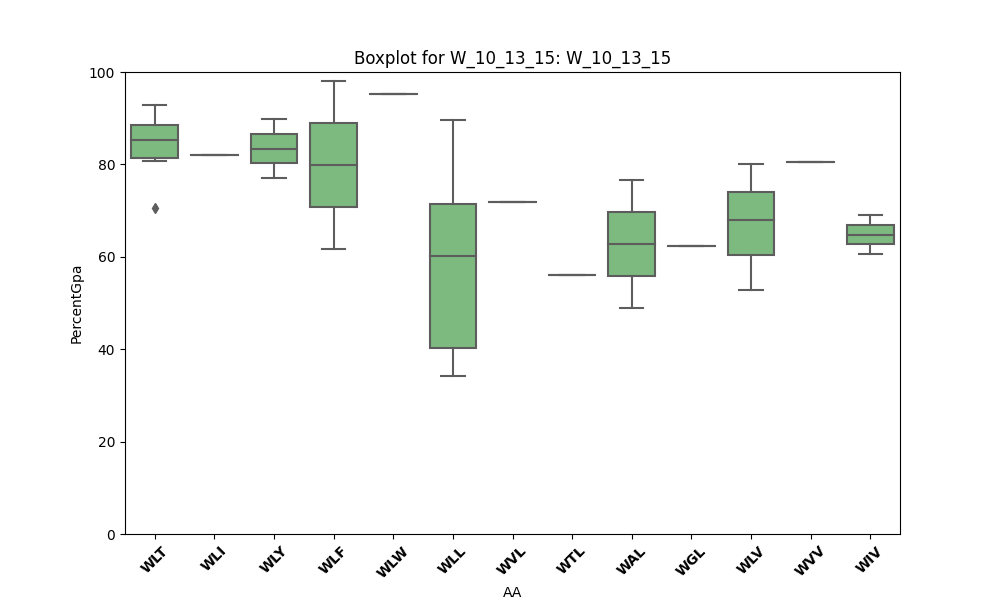 Boxplot for W_10_13_15: W_10_13_15
100
80
60
40
20
0
PercentGpa
WLT WLI WLY WLF WLW WLL WVL WTL WAL WGL WLV WVV WIV
AA